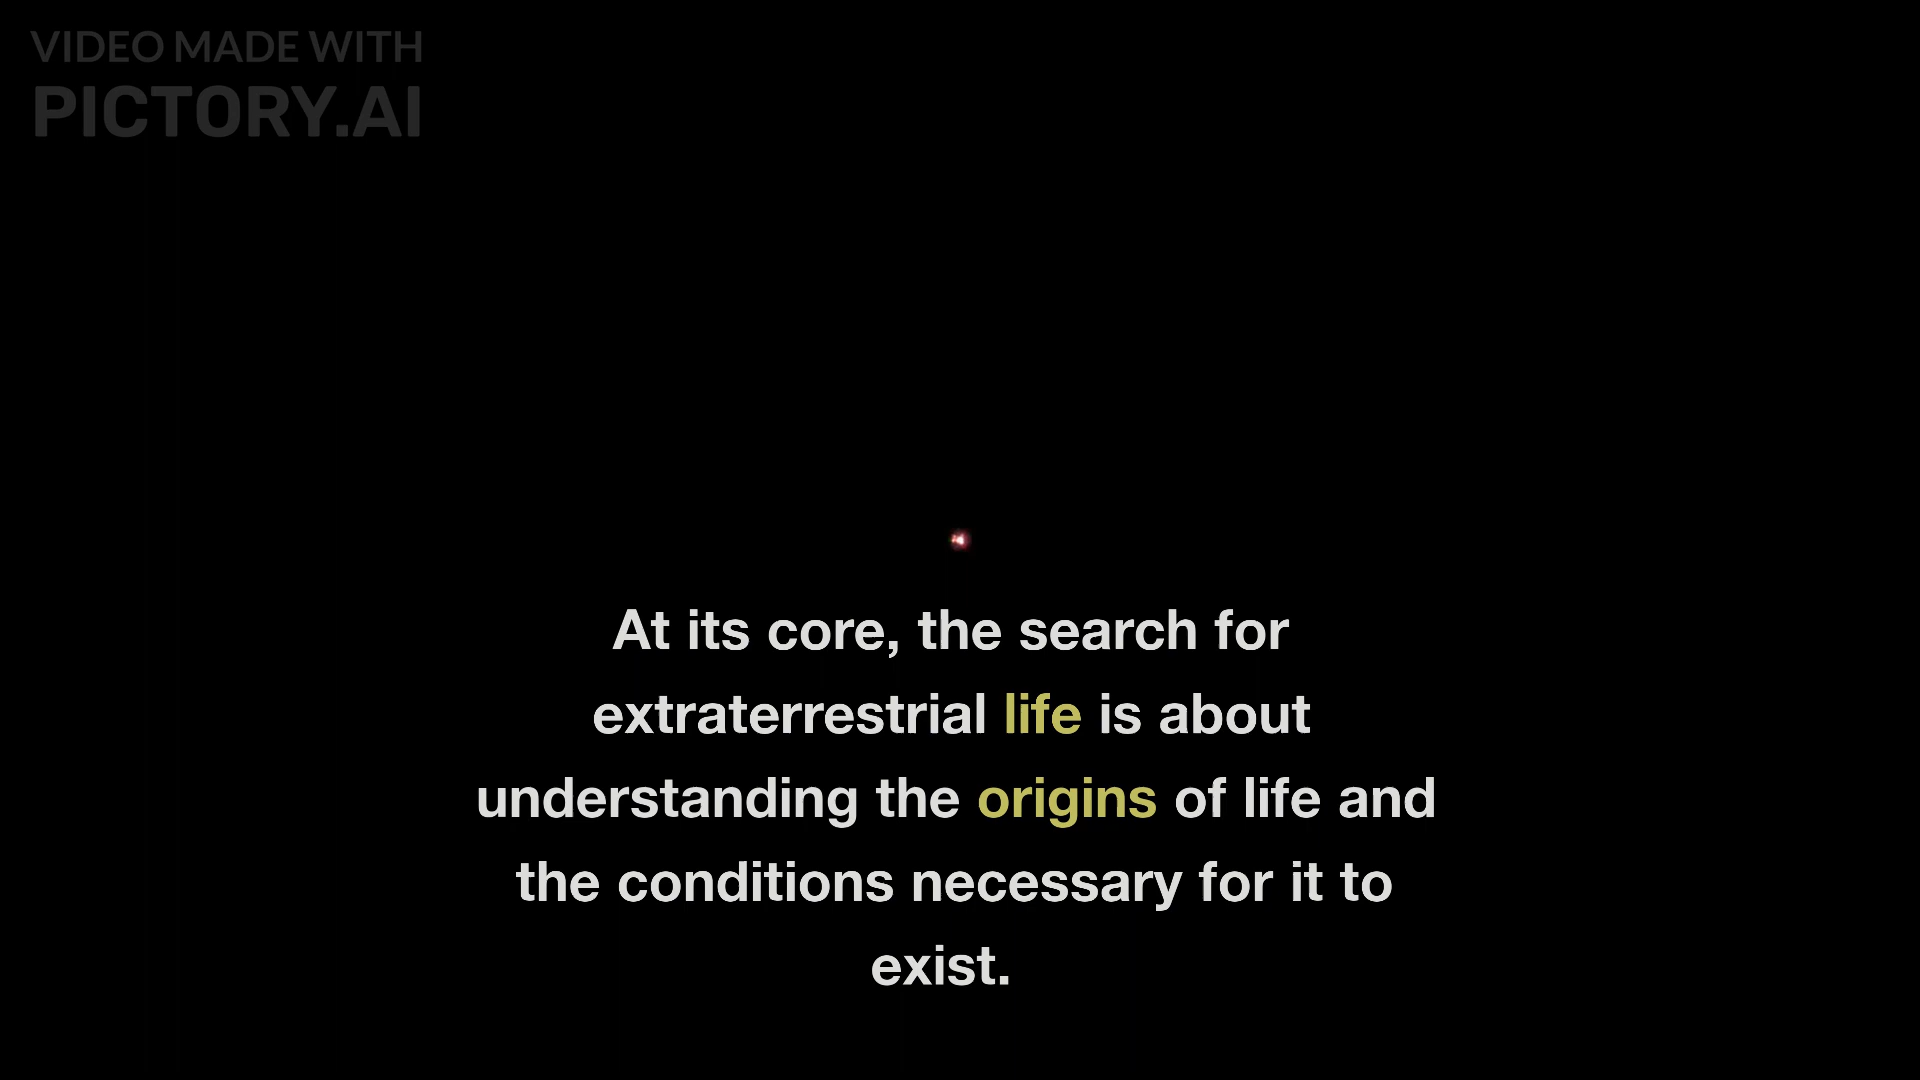 VIDEO MADE WITH
PICTORY.AI
At its core, the search for
extraterrestrial life is about
understanding the origins of life and
the conditions necessary for it to
exist.